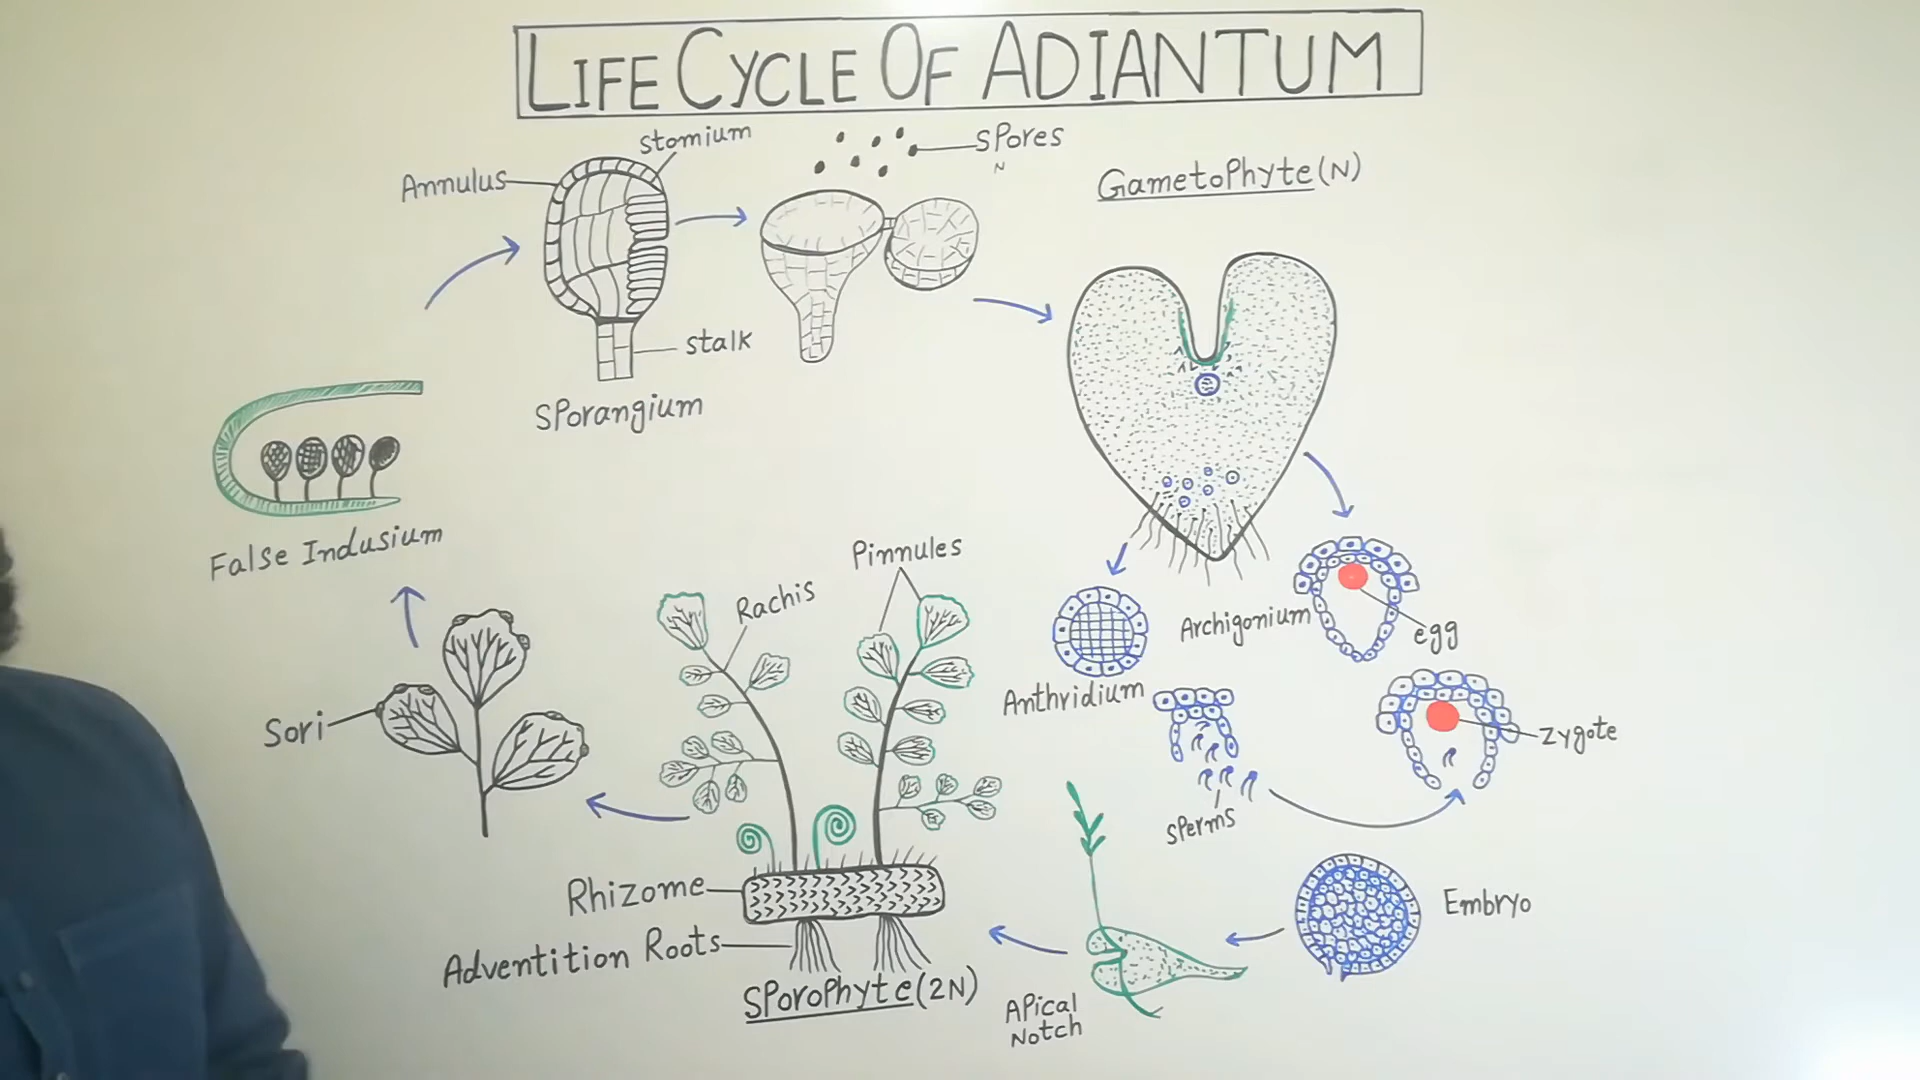 LIFE CYCLE OF ADIANTUM
Stomium
Annulus
SPores
N
GametoPhyte(N)
Stalk
SPorangium
False Indusium
Pinnules
Rachis
Archigonium
egg
Anthridium
Sori
Zygote
SPerms
Rhizome
Embryo
Adventition Roots
SPoroPhyte(2N)
APical
Notch